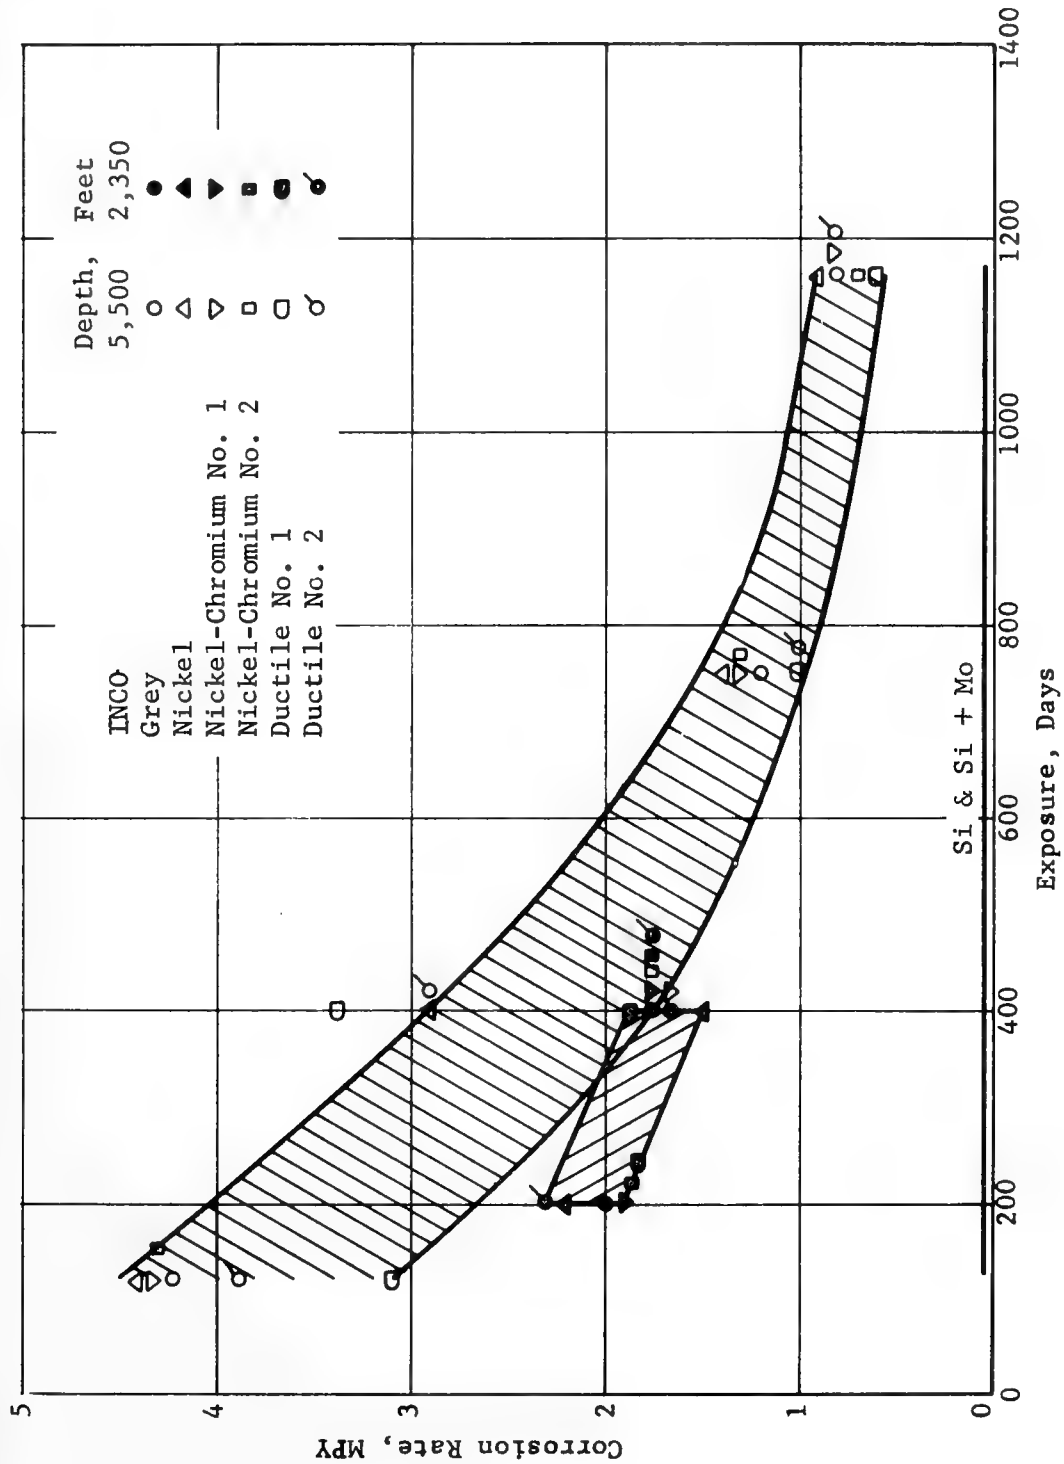 Depth, Feet
5,500 2,350
INCO
Grey
Nickel
Nickel-Chromium No. 1
Nickel-Chromium No. 2
Ductile No. 1
Ductile No. 2
Corrosion Rate, MPY
5
4
3
2
1
0
Si & Si + Mo
0 200 400 600 800 1000 1200 1400
Exposure, Days